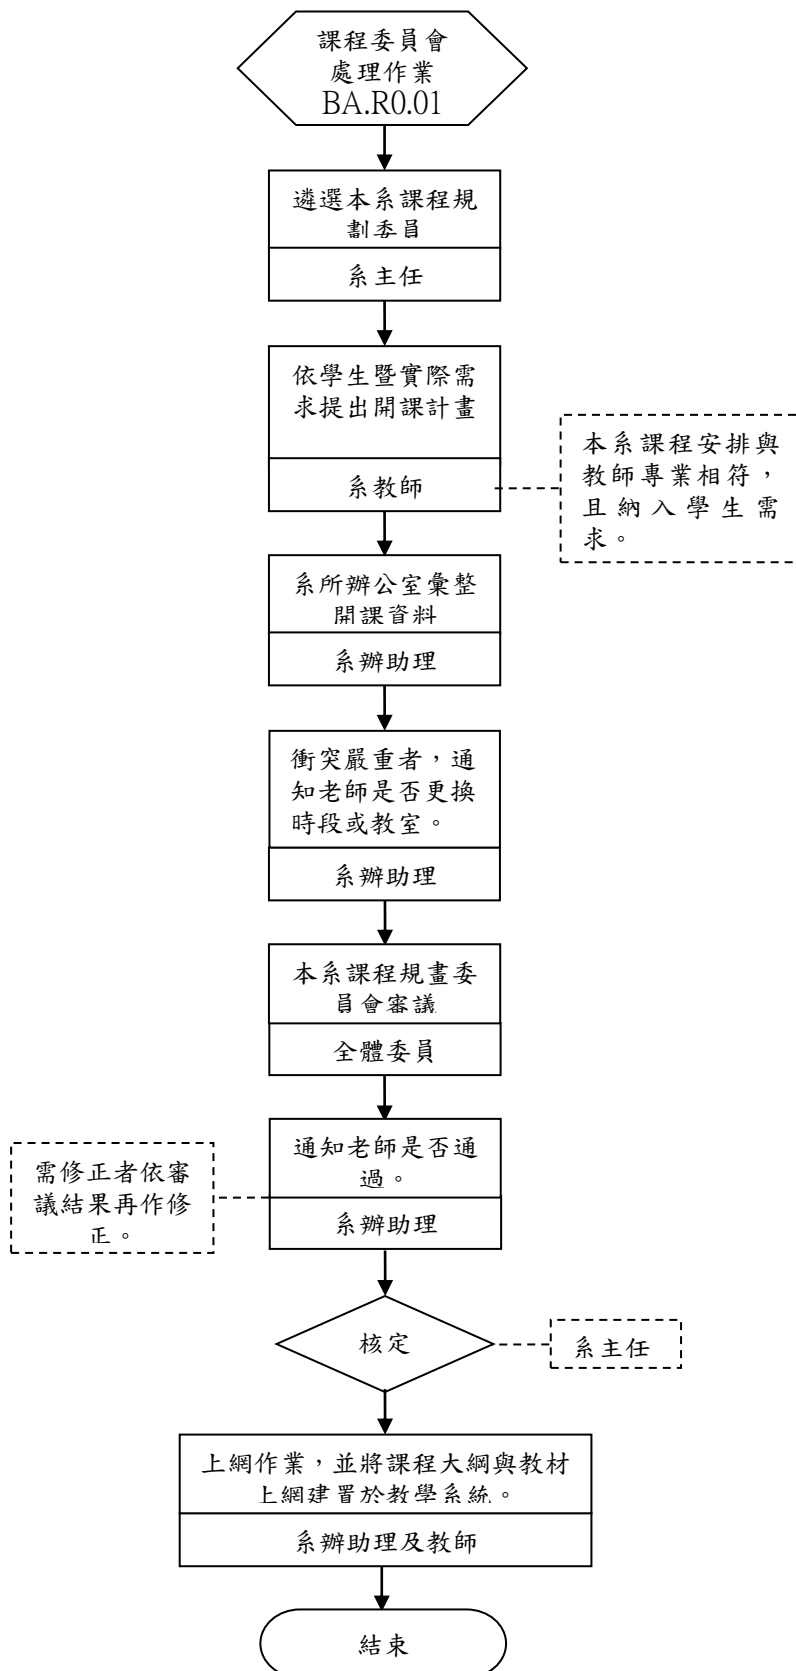 課程委員會
處理作業
BA.R0.01
遴選本系課程規
劃委員
系主任
依學生暨實際需
求提出開課計畫
系教師
本系課程安排與
教師專業相符，
且納入學生需
求。
系所辦公室彙整
開課資料
系辦助理
衝突嚴重者，通
知老師是否更換
時段或教室。
系辦助理
本系課程規畫委
員會審議
全體委員
通知老師是否通
過。
系辦助理
需修正者依審
議結果再作修
正。
核定
系主任
上網作業，並將課程大綱與教材
上網建置於教學系統。
系辦助理及教師
結束